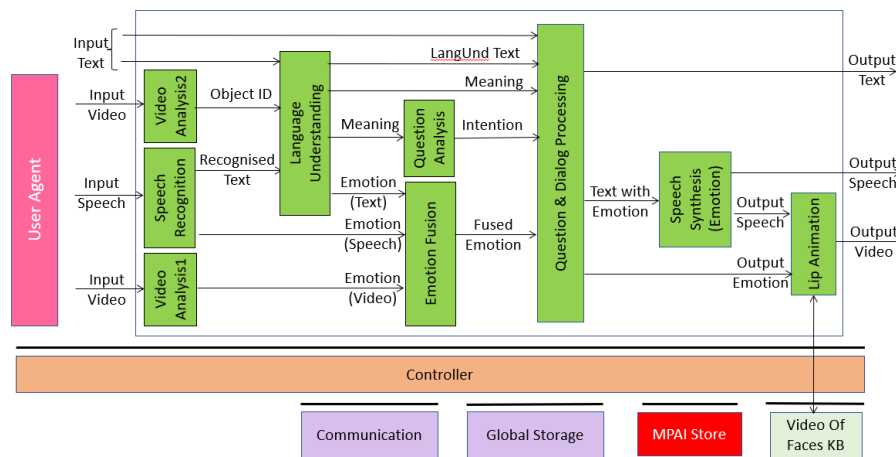 Input
Text
LangUnd Text
Output
Text
Input
Video
Video
Analysis2
Object ID
Language
Understanding
Meaning
Meaning
Question
Analysis
Intention
Question & Dialog Processing
User Agent
Input
Speech
Speech
Recognition
Recognised
Text
Emotion
(Text)
Emotion
(Speech)
Emotion Fusion
Fused
Emotion
Text with
Emotion
Speech
Synthesis
(Emotion)
Output
Speech
Output
Speech
Lip Animation
Output
Video
Input
Video
Video
Analysis1
Emotion
(Video)
Output
Emotion
Controller
Communication
Global Storage
MPAI Store
Video Of
Faces KB